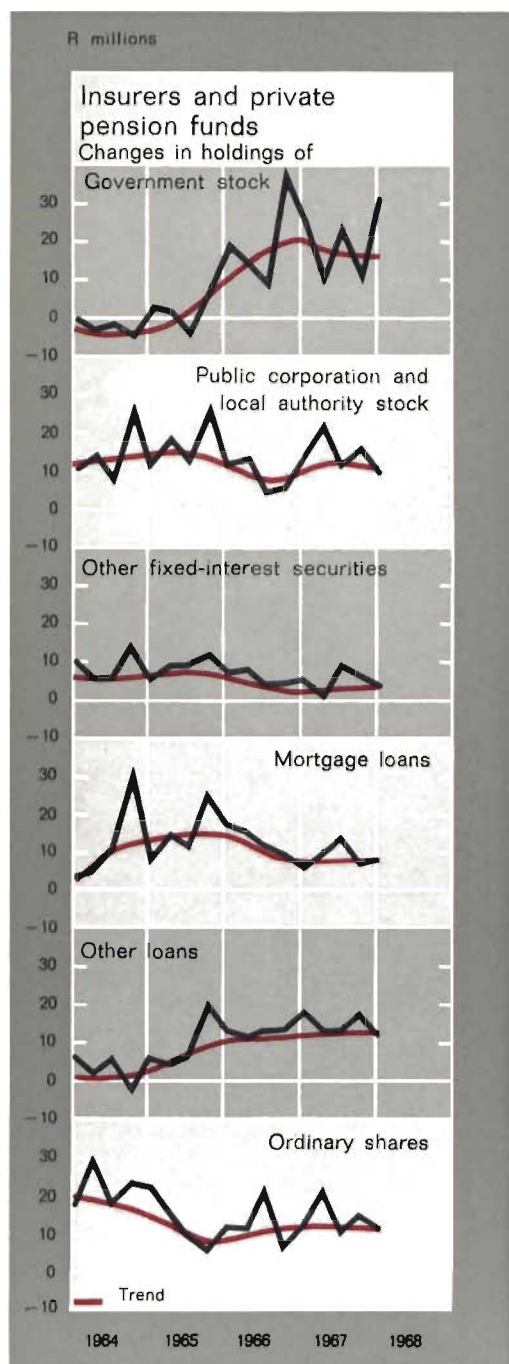 R millions
Insurers and private
pension funds
Changes in holdings of
Government stock
30
20
10
0
−10
Public corporation and
local authority stock
30
20
10
0
−10
Other fixed-interest securities
30
20
10
0
−10
Mortgage loans
30
20
10
0
−10
Other loans
30
20
10
0
−10
Ordinary shares
30
20
10
0
−10
Trend
1964 1965 1966 1967 1968